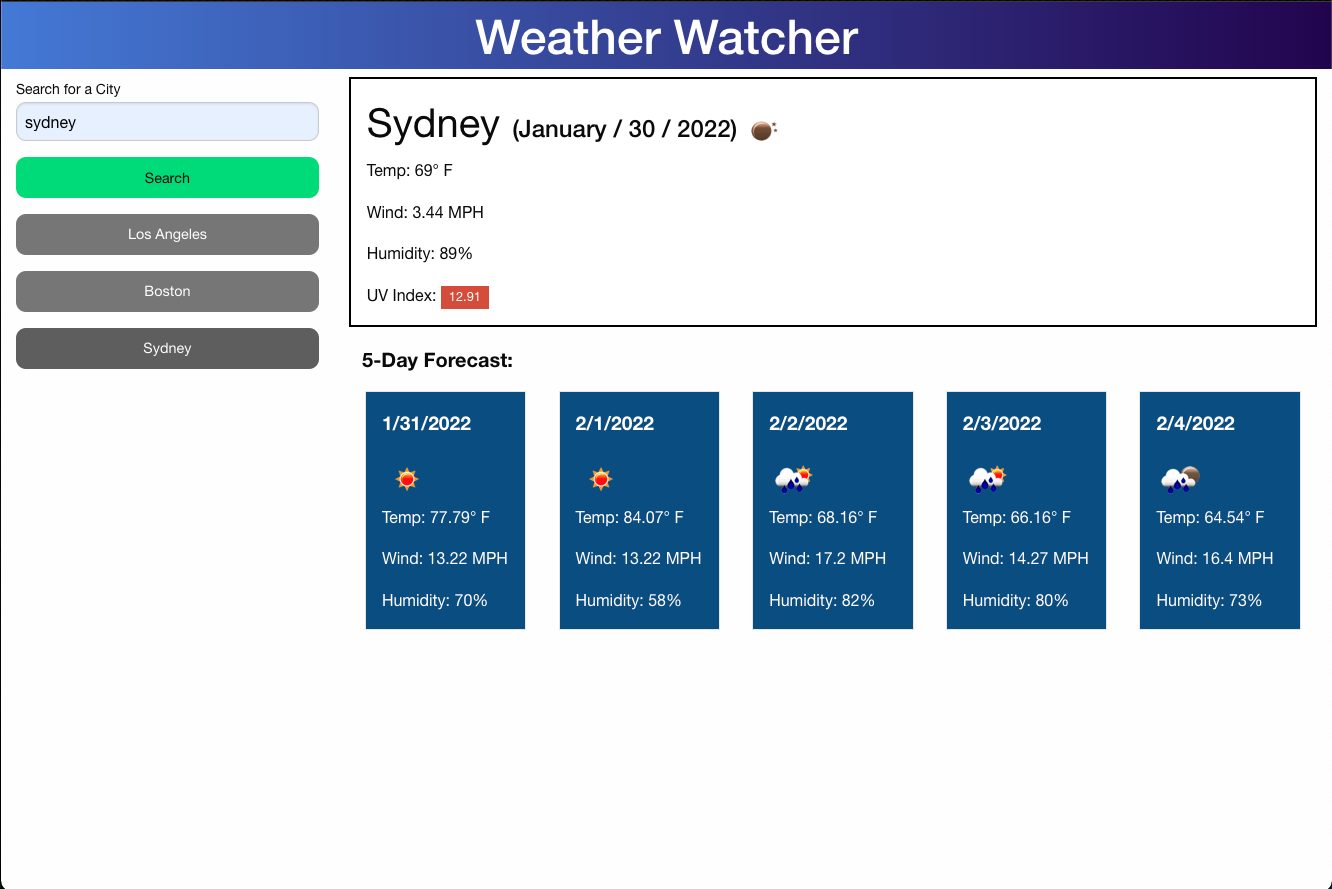 Weather Watcher
Search for a City
sydney
Search
Los Angeles
Boston
Sydney
Sydney (January / 30 / 2022)
Temp: 69° F
Wind: 3.44 MPH
Humidity: 89%
UV Index: 12.91
5-Day Forecast:
1/31/2022
Temp: 77.79° F
Wind: 13.22 MPH
Humidity: 70%
2/1/2022
Temp: 84.07° F
Wind: 13.22 MPH
Humidity: 58%
2/2/2022
Temp: 68.16° F
Wind: 17.2 MPH
Humidity: 82%
2/3/2022
Temp: 66.16° F
Wind: 14.27 MPH
Humidity: 80%
2/4/2022
Temp: 64.54° F
Wind: 16.4 MPH
Humidity: 73%